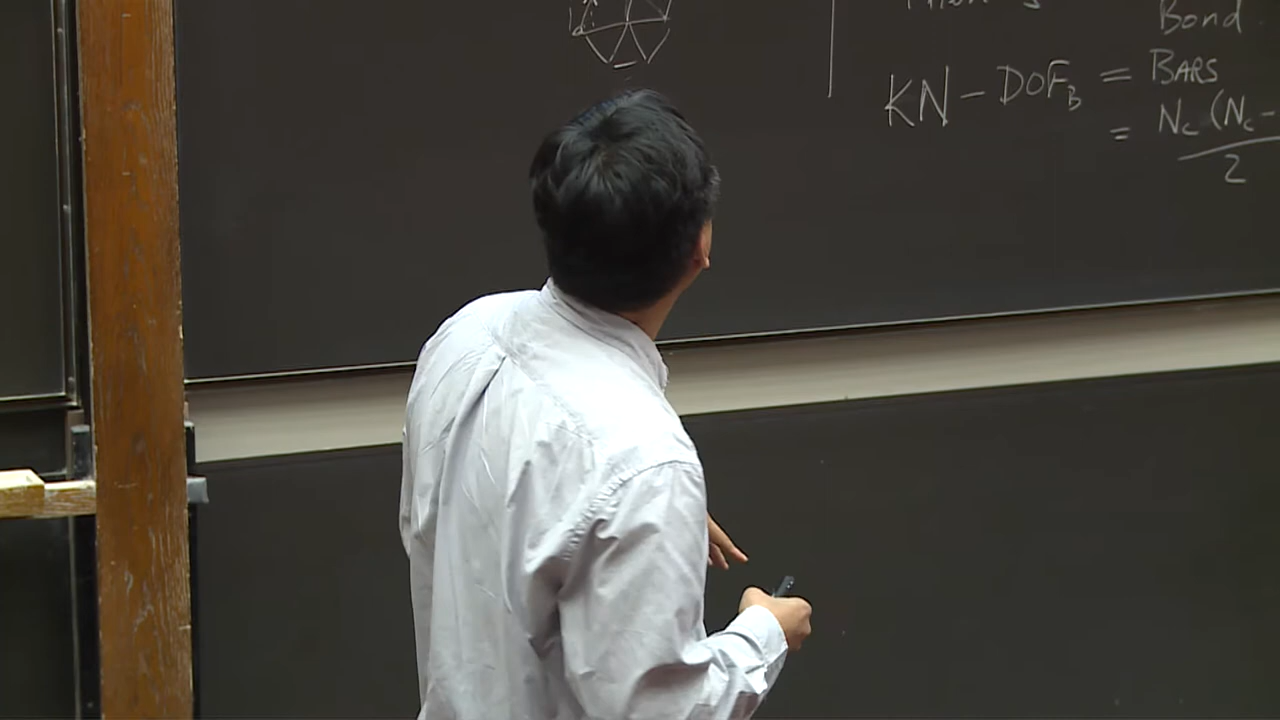 Bond
KN - DOF_B = BARS
= N_c (N_c -
2